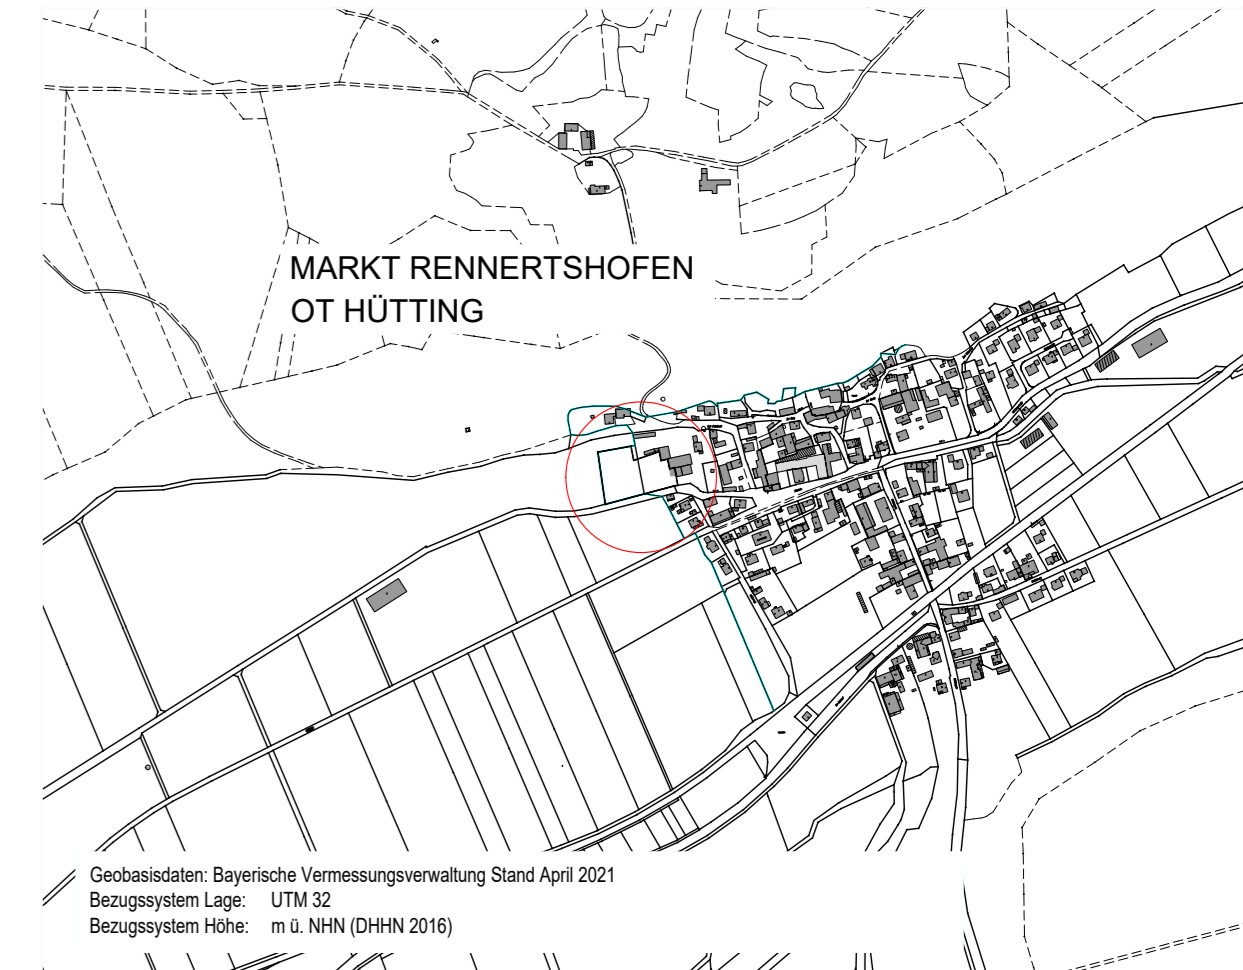 MARKT RENNERTSHOFEN
OT HÜTTING
Geobasisdaten: Bayerische Vermessungsverwaltung Stand April 2021
Bezugssystem Lage: UTM 32
Bezugssystem Höhe: m ü. NHN (DHHN 2016)